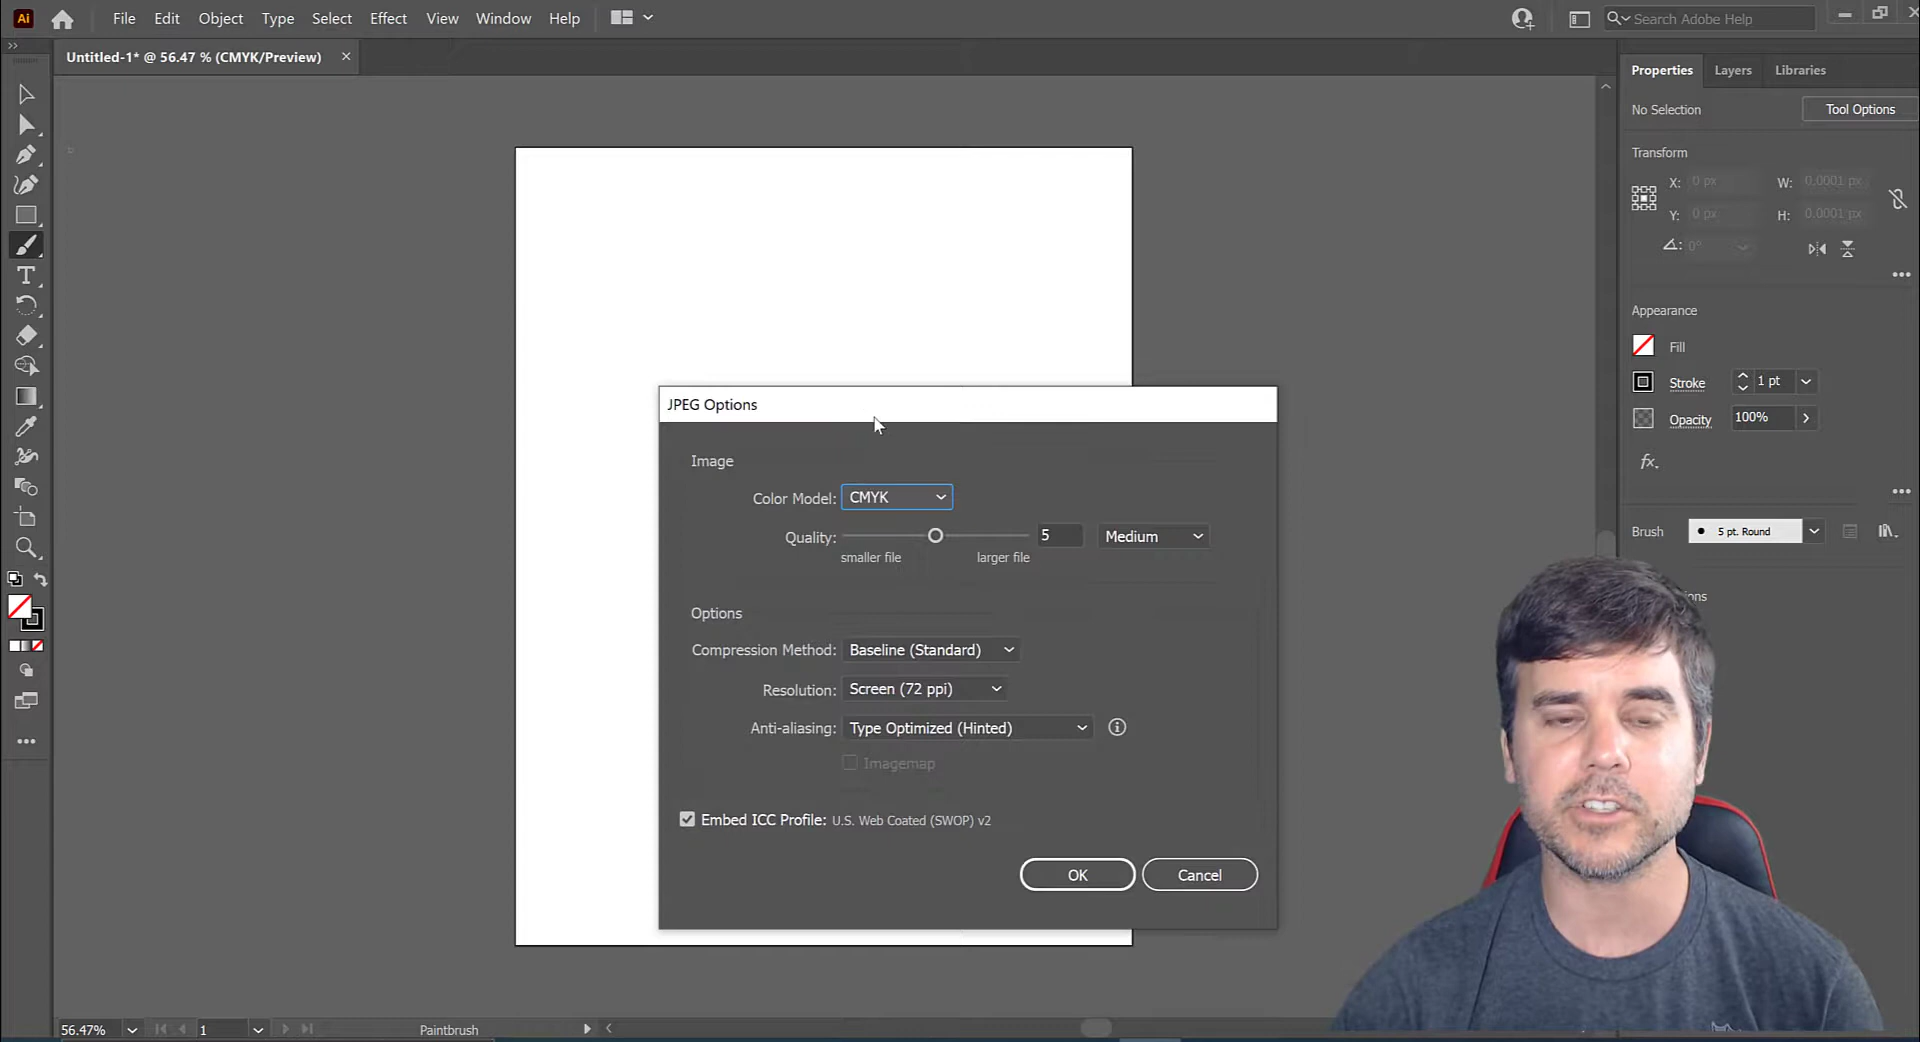 Ai File Edit Object Type Select Effect View Window Help Search Adobe Help
Untitled-1* @ 56.47 % (CMYK/Preview) ×
Properties Layers Libraries
No Selection Tool Options
Transform
X: 0 px W: 0.0001 px
Y: 0 px H: 0.0001 px
0°
Appearance
Fill
Stroke 1 pt
Opacity 100%
fx.
Brush 5 pt. Round
JPEG Options
Image
Color Model: CMYK
Quality: 5 Medium
smaller file larger file
Options
Compression Method: Baseline (Standard)
Resolution: Screen (72 ppi)
Anti-aliasing: Type Optimized (Hinted)
Imagemap
Embed ICC Profile: U.S. Web Coated (SWOP) v2
OK Cancel
56.47% 1 Paintbrush